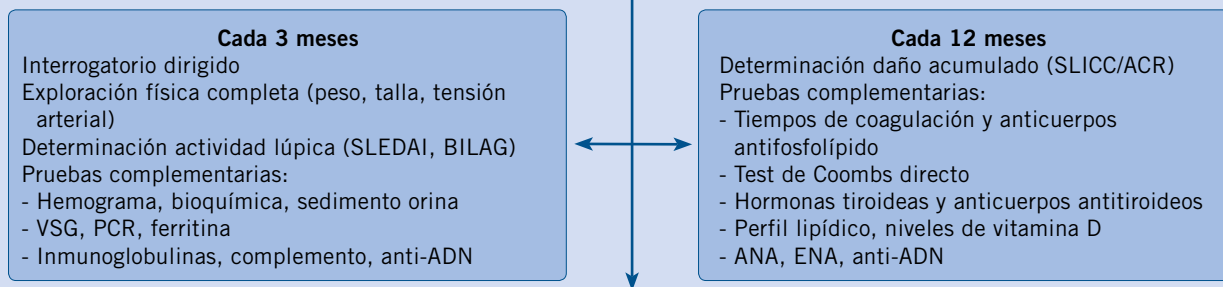 Cada 3 meses
Interrogatorio dirigido
Exploración física completa (peso, talla, tensión
arterial)
Determinación actividad lúpica (SLEDAI, BILAG)
Pruebas complementarias:
- Hemograma, bioquímica, sedimento orina
- VSG, PCR, ferritina
- Inmunoglobulinas, complemento, anti-ADN
Cada 12 meses
Determinación daño acumulado (SLICC/ACR)
Pruebas complementarias:
- Tiempos de coagulación y anticuerpos
antifosfolípido
- Test de Coombs directo
- Hormonas tiroideas y anticuerpos antitiroideos
- Perfil lipídico, niveles de vitamina D
- ANA, ENA, anti-ADN